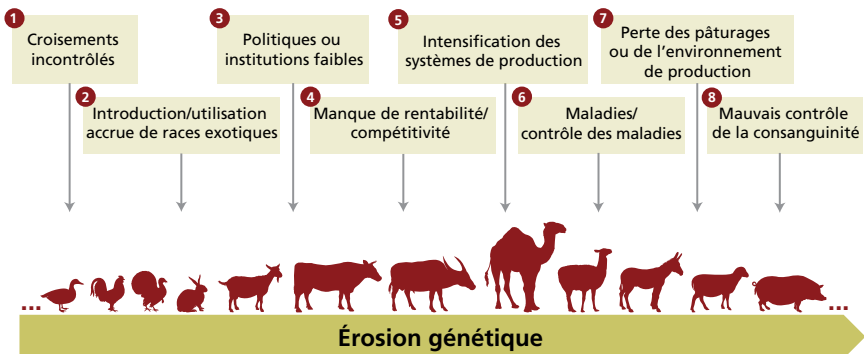 1
Croisements
incontrôlés
2
Introduction/utilisation
accrue de races exotiques
3
Politiques ou
institutions faibles
4
Manque de rentabilité/
compétitivité
5
Intensification des
systèmes de production
6
Maladies/
contrôle des maladies
7
Perte des pâturages
ou de l'environnement
de production
8
Mauvais contrôle
de la consanguinité
...
...
Érosion génétique